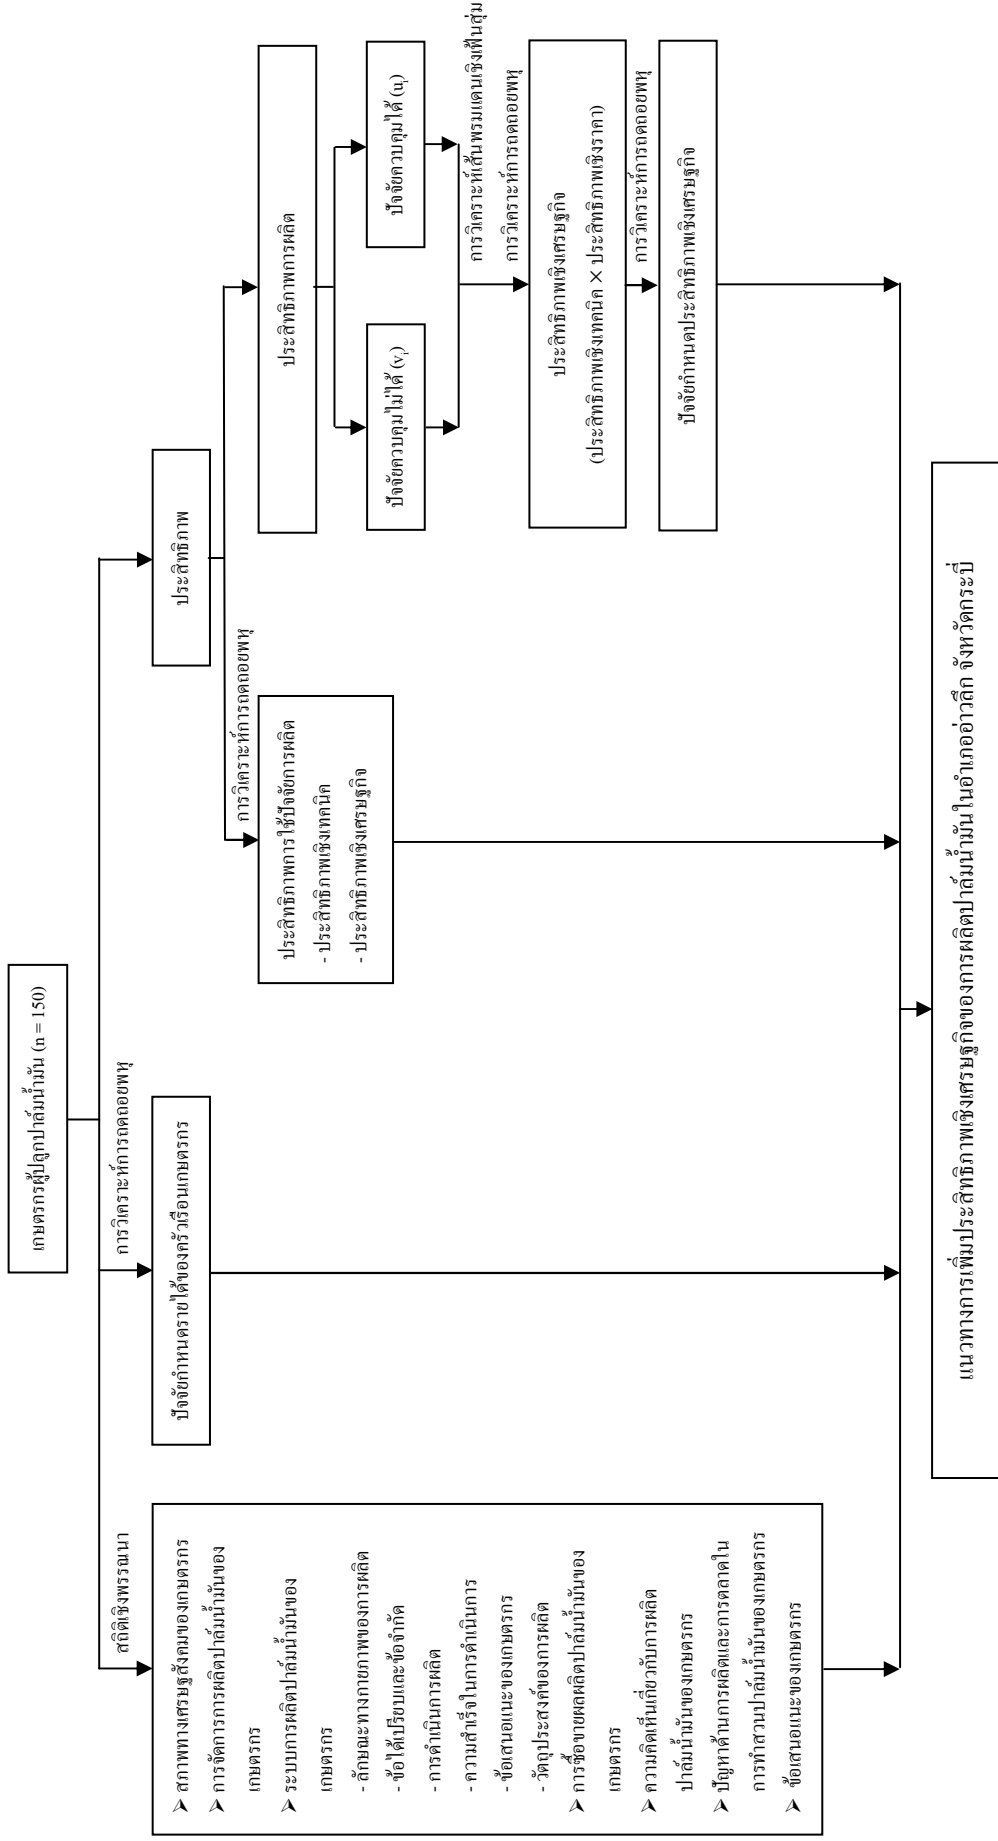 เกษตรกรผู้ปลูกปาล์มน้ำมัน (n = 150)
สถิติเชิงพรรณนา
การวิเคราะห์การถดถอยพหุ
➢ สภาพทางเศรษฐสังคมของเกษตรกร
➢ การจัดการการผลิตปาล์มน้ำมันของ
เกษตรกร
➢ ระบบการผลิตปาล์มน้ำมันของ
เกษตรกร
- ลักษณะทางกายภาพของการผลิต
- ข้อได้เปรียบและข้อจำกัด
- การดำเนินการผลิต
- ความสำเร็จในการดำเนินการ
- ข้อเสนอแนะของเกษตรกร
- วัตถุประสงค์ของการผลิต
➢ การซื้อขายผลผลิตปาล์มน้ำมันของ
เกษตรกร
➢ ความคิดเห็นเกี่ยวกับการผลิต
ปาล์มน้ำมันของเกษตรกร
➢ ปัญหาด้านการผลิตและการตลาดใน
การทำสวนปาล์มน้ำมันของเกษตรกร
➢ ข้อเสนอแนะของเกษตรกร
ปัจจัยกำหนดรายได้ของครัวเรือนเกษตรกร
ประสิทธิภาพ
การวิเคราะห์การถดถอยพหุ
ประสิทธิภาพการใช้ปัจจัยการผลิต
- ประสิทธิภาพเชิงเทคนิค
- ประสิทธิภาพเชิงเศรษฐกิจ
ประสิทธิภาพการผลิต
ปัจจัยควบคุมไม่ได้ (vᵢ)
ปัจจัยควบคุมได้ (uᵢ)
การวิเคราะห์เส้นพรมแดนเชิงเฟ้นสุ่ม
การวิเคราะห์การถดถอยพหุ
ประสิทธิภาพเชิงเศรษฐกิจ
(ประสิทธิภาพเชิงเทคนิค × ประสิทธิภาพเชิงราคา)
การวิเคราะห์การถดถอยพหุ
ปัจจัยกำหนดประสิทธิภาพเชิงเศรษฐกิจ
แนวทางการเพิ่มประสิทธิภาพเชิงเศรษฐกิจของการผลิตปาล์มน้ำมันในอำเภออ่าวลึก จังหวัดกระบี่